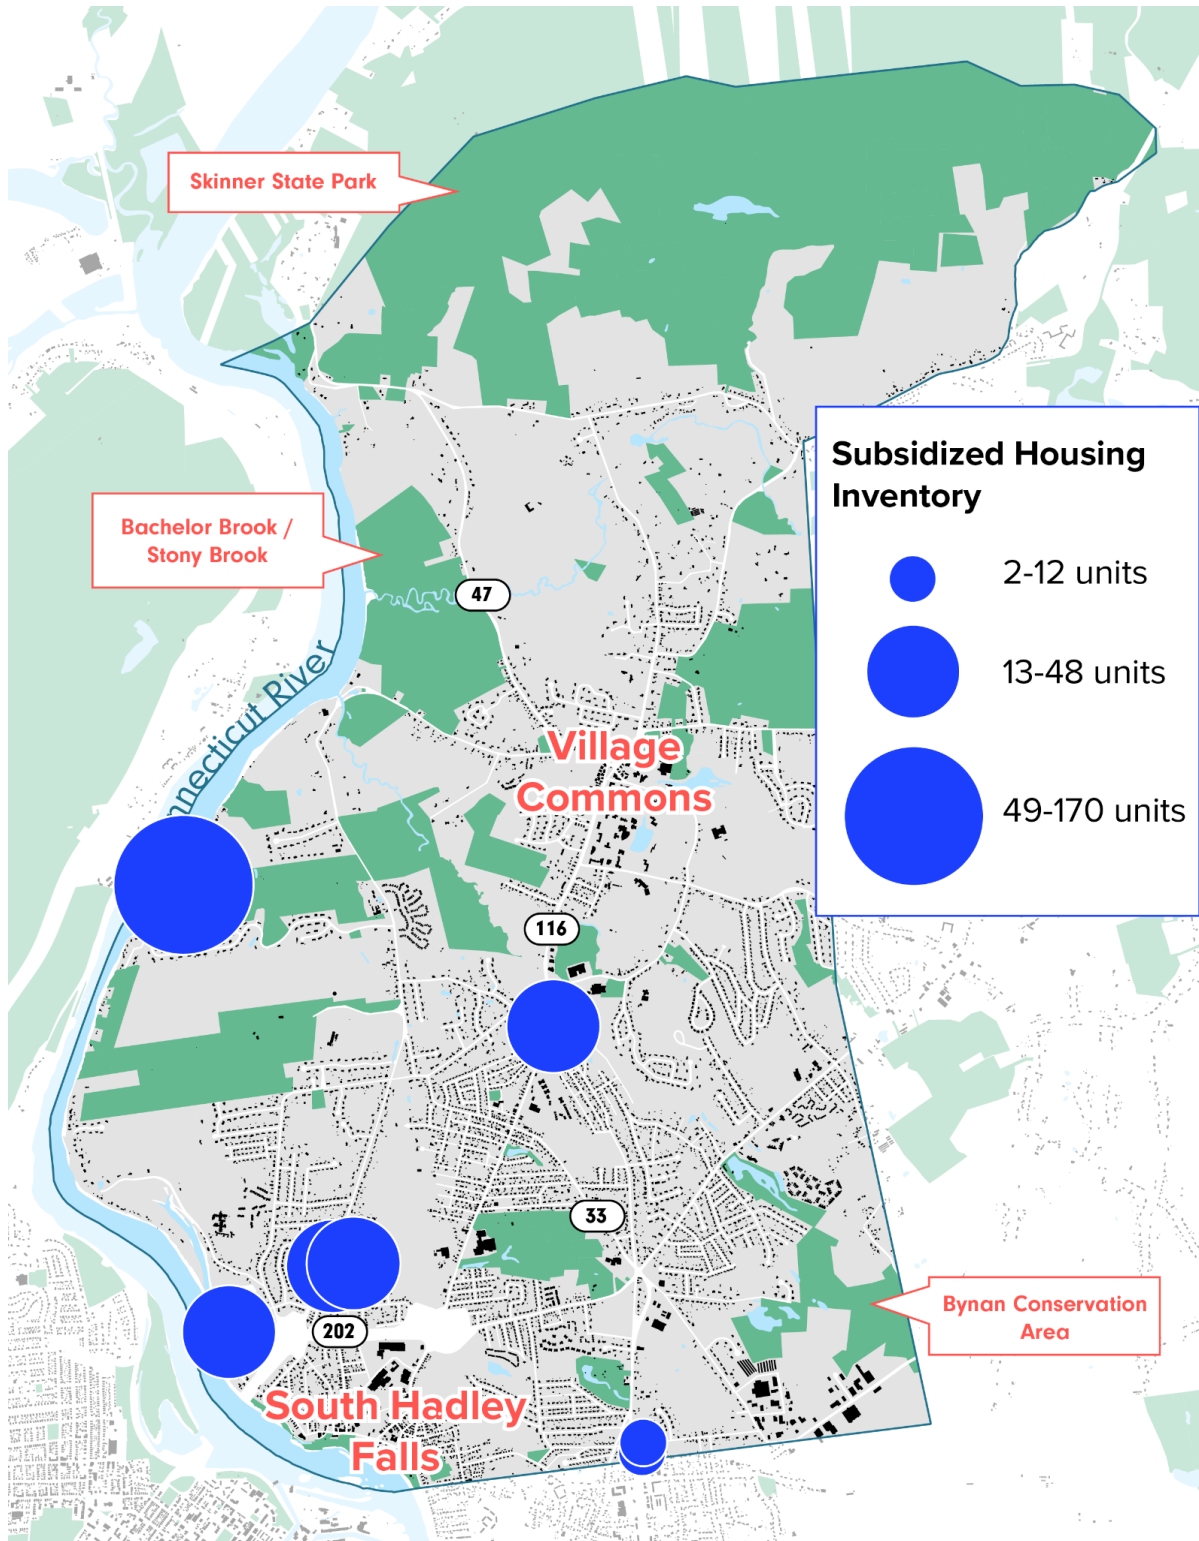 Skinner State Park
Subsidized Housing
Inventory
2-12 units
13-48 units
49-170 units
Bachelor Brook /
Stony Brook
47
nnecticut River
Village
Commons
116
33
202
Bynan Conservation
Area
South Hadley
Falls